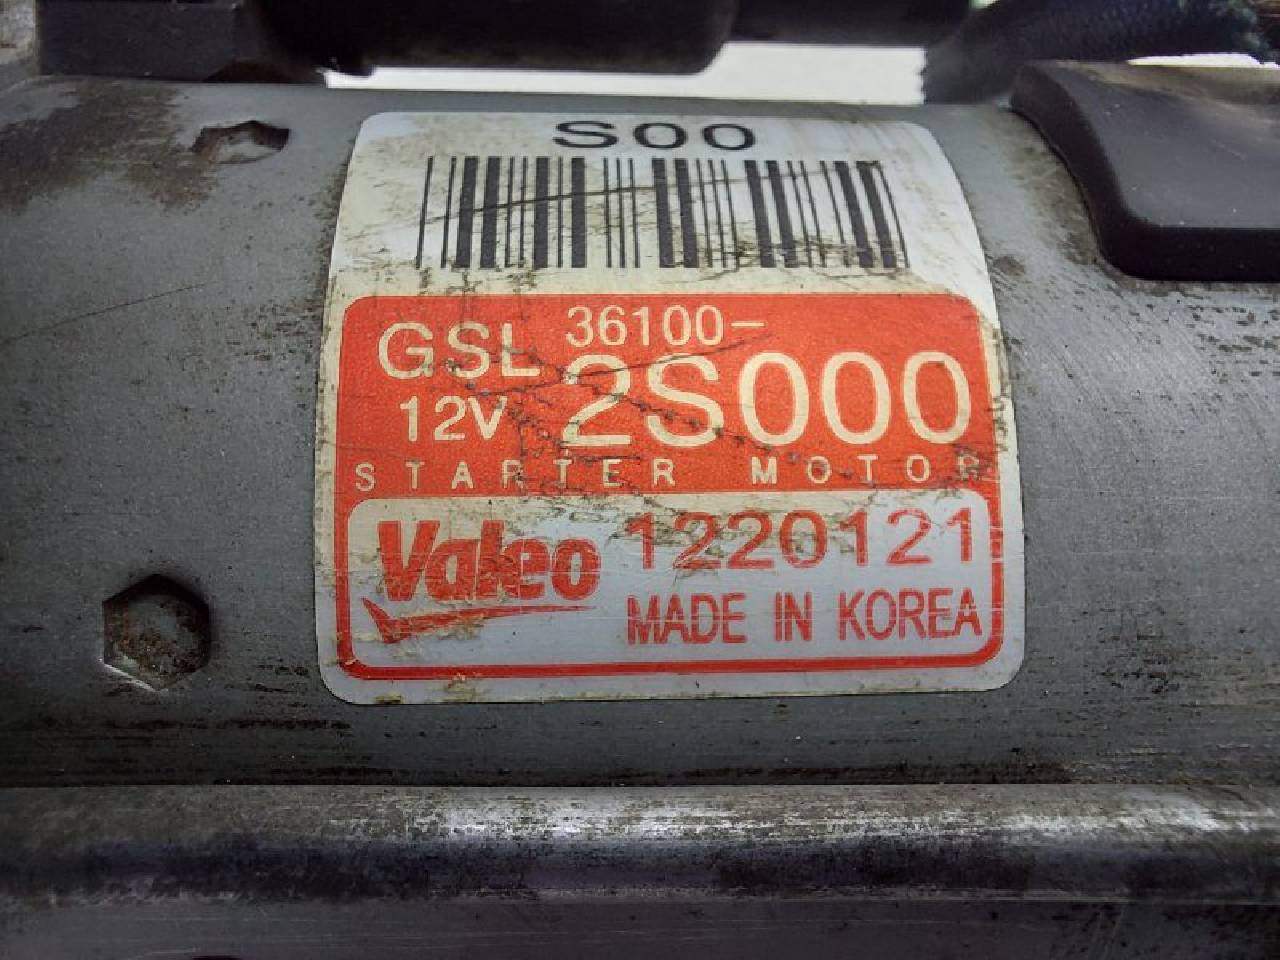 S00
GSL 36100-
12V 2S000
STARTER MOTOR
Valeo 1220121
MADE IN KOREA